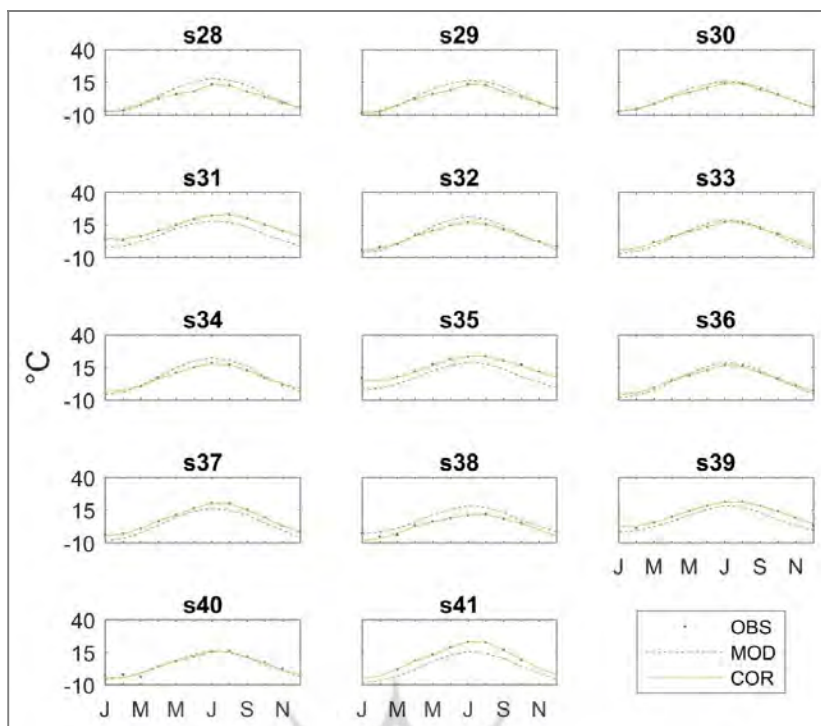 s28 s29 s30
40
15
-10
s31 s32 s33
40
15
-10
s34 s35 s36
40
15
-10
°C
s37 s38 s39
40
15
-10
J M M J S N
s40 s41
40
15
-10
J M M J S N J M M J S N
OBS
MOD
COR